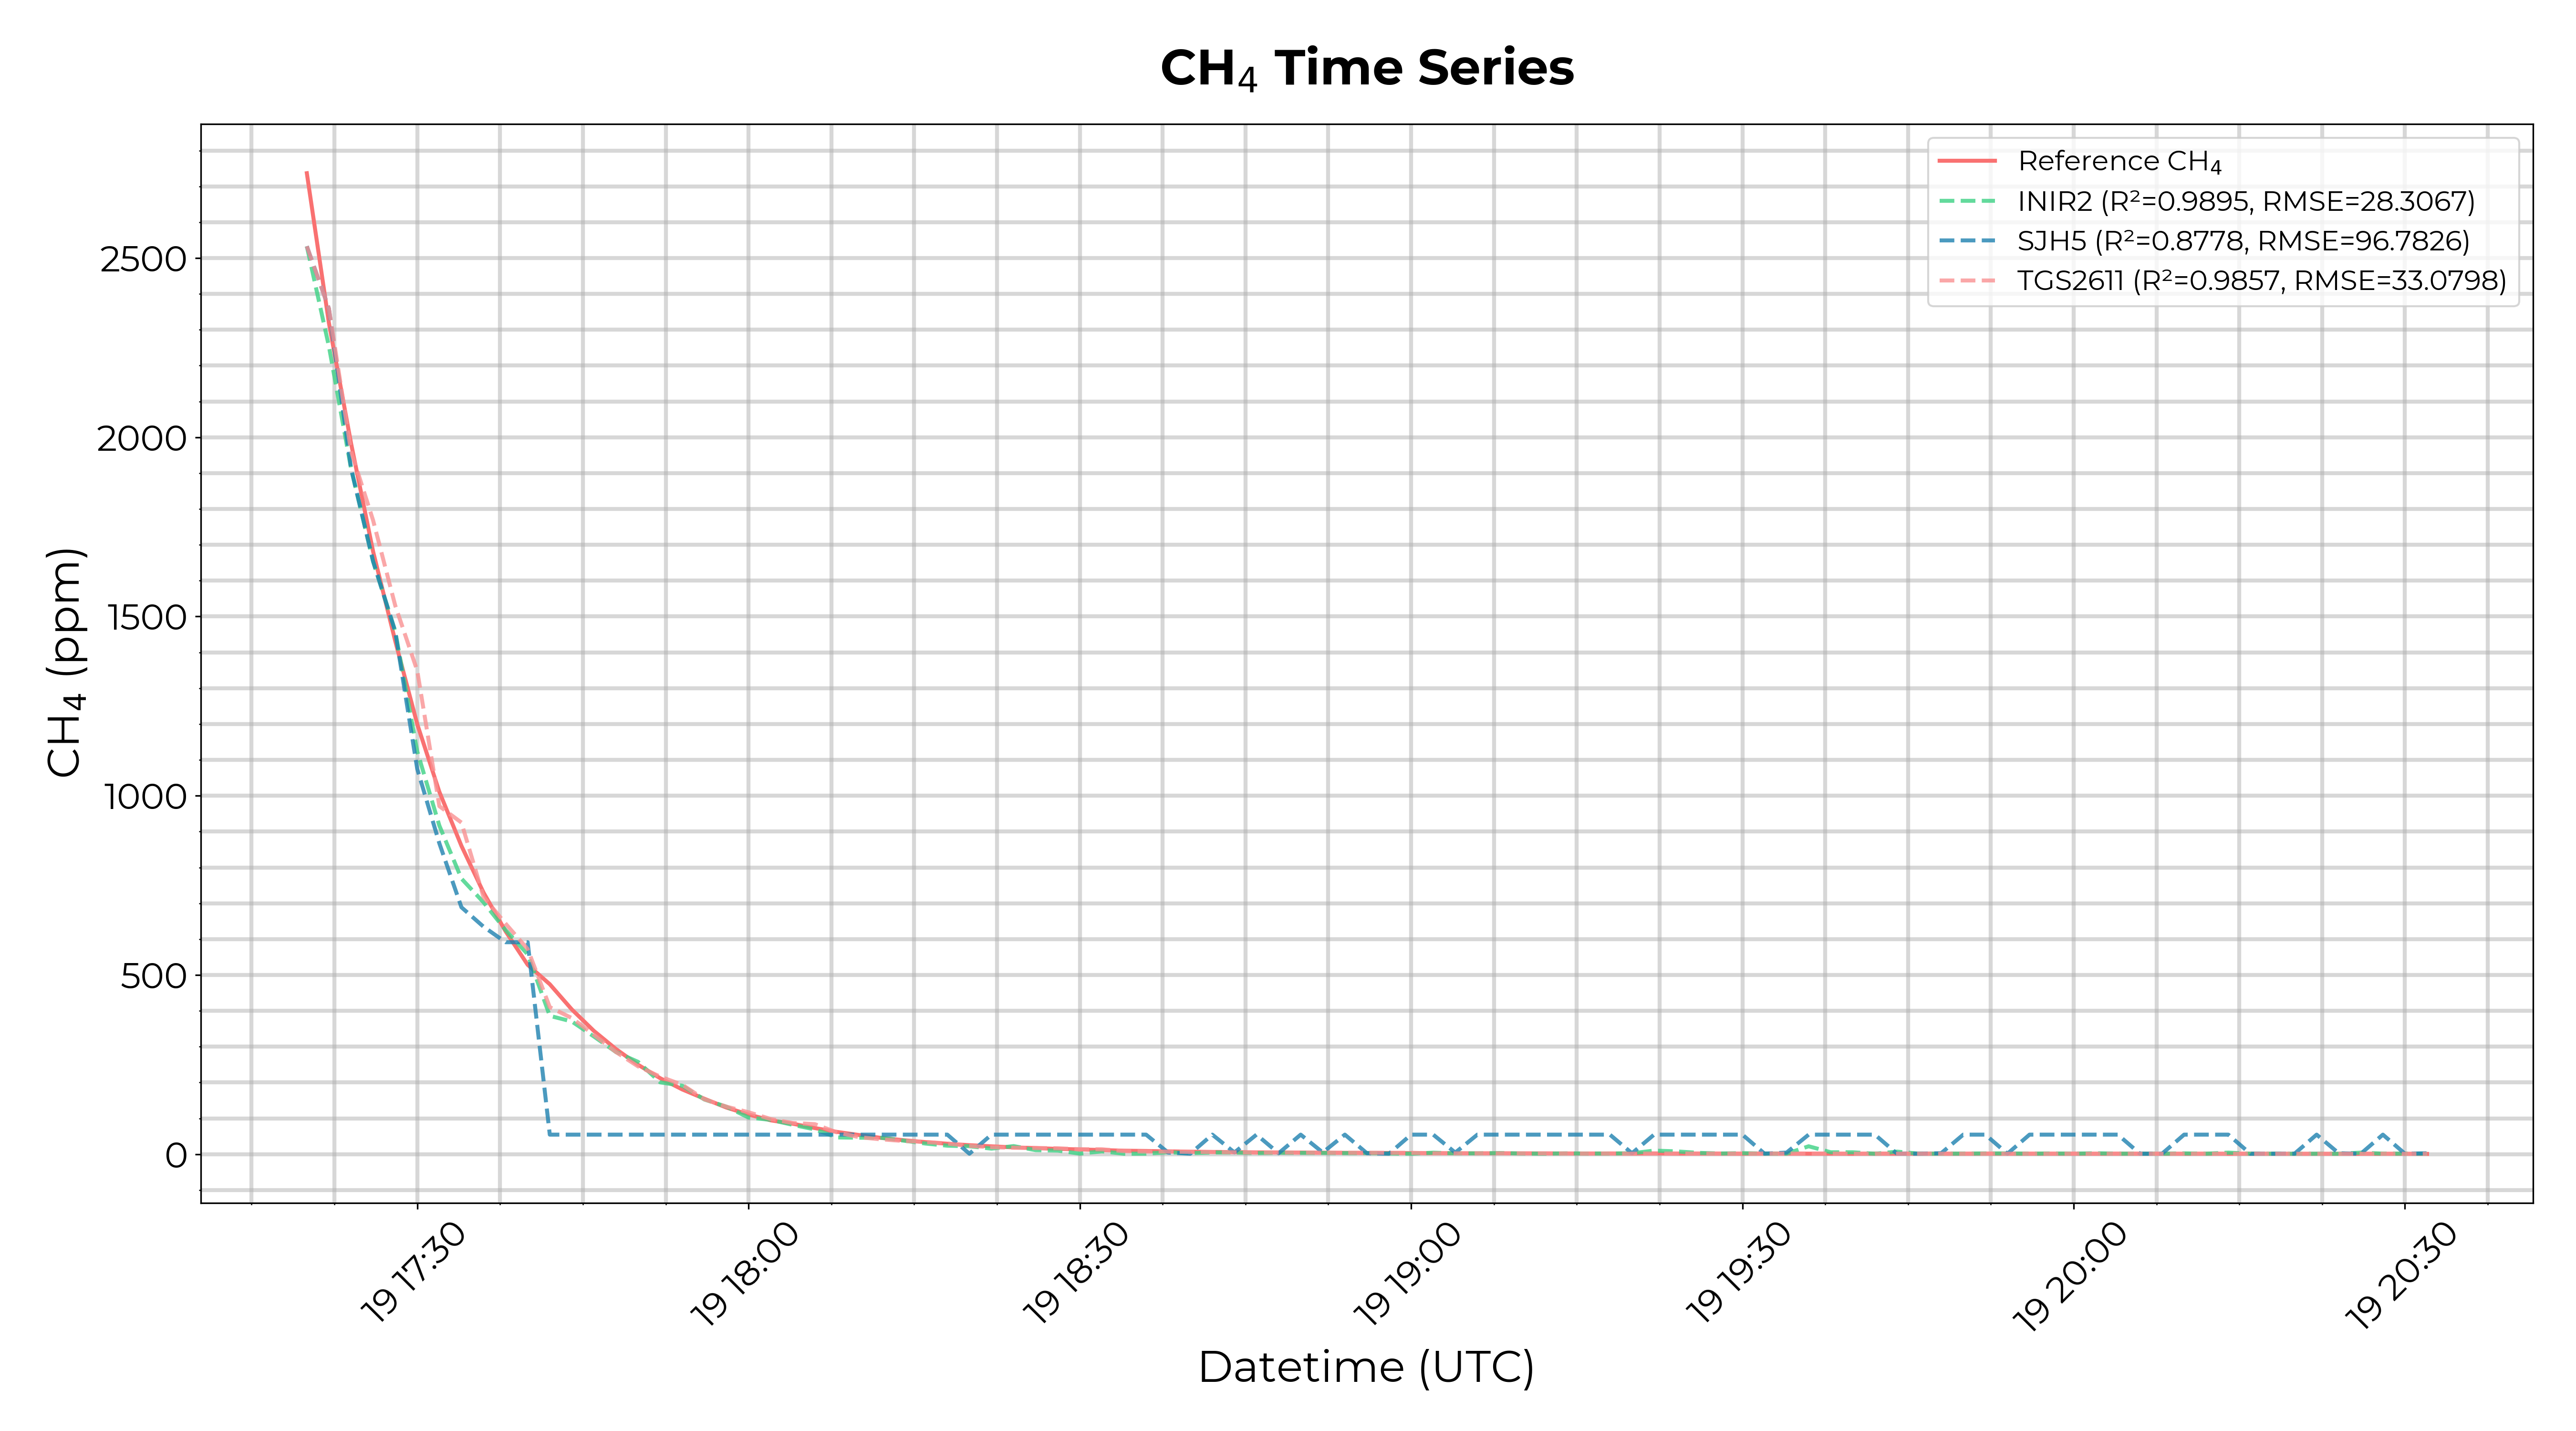 CH₄ Time Series
Reference CH₄
INIR2 (R²=0.9895, RMSE=28.3067)
SJH5 (R²=0.8778, RMSE=96.7826)
TGS2611 (R²=0.9857, RMSE=33.0798)
CH₄ (ppm)
2500
2000
1500
1000
500
0
19 17:30
19 18:00
19 18:30
19 19:00
19 19:30
19 20:00
19 20:30
Datetime (UTC)